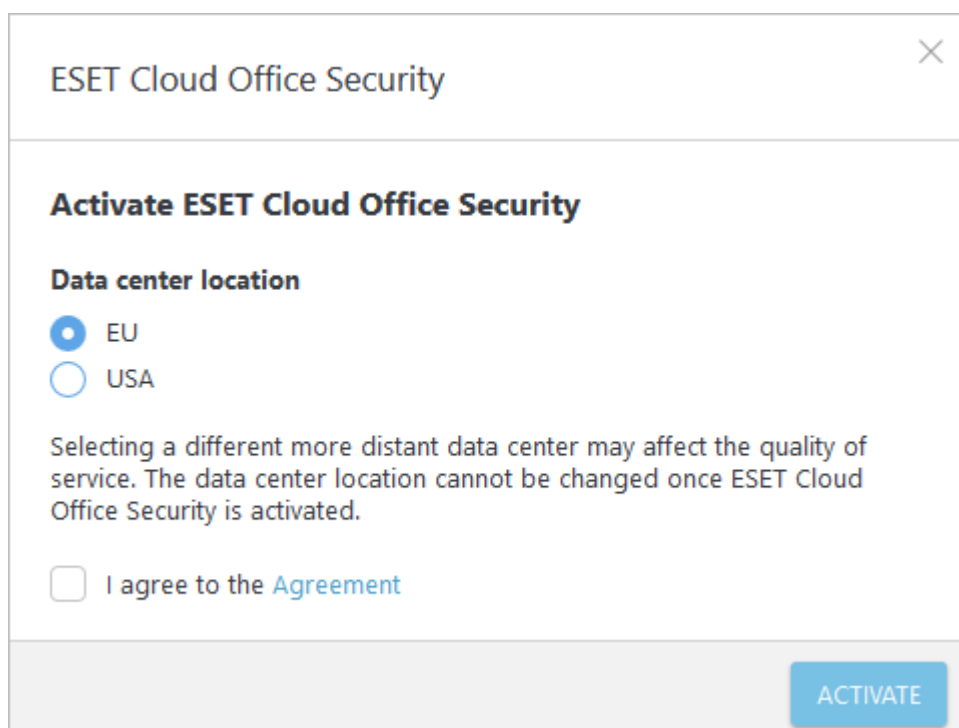 ESET Cloud Office Security
Activate ESET Cloud Office Security
Data center location
EU
USA
Selecting a different more distant data center may affect the quality of
service. The data center location cannot be changed once ESET Cloud
Office Security is activated.
I agree to the Agreement
ACTIVATE